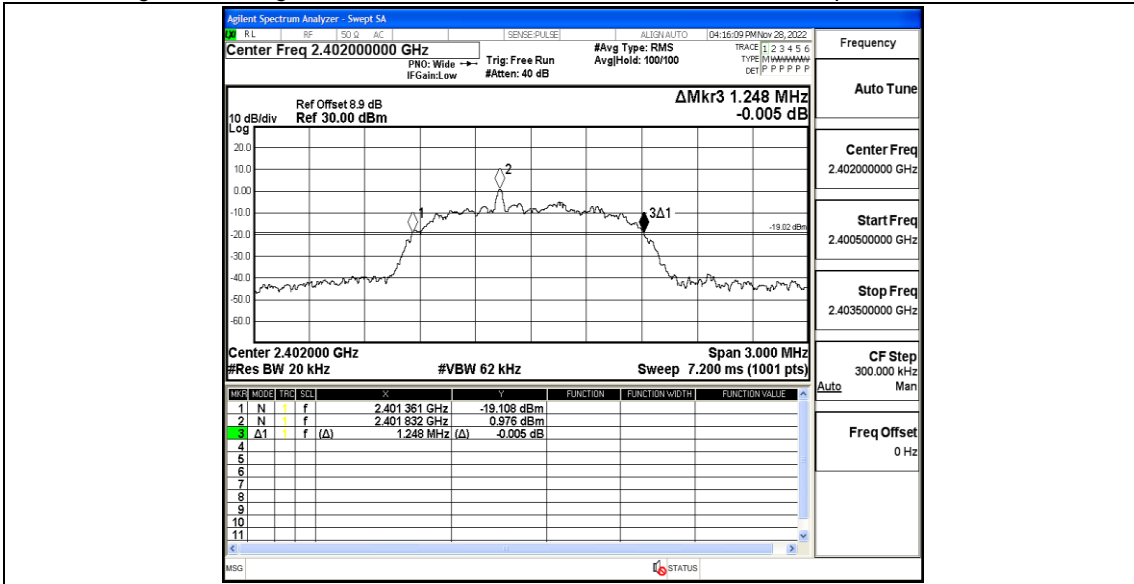 Agilent Spectrum Analyzer - Swept SA
LXI RL RF 50 Ω AC SENSE:PULSE ALIGN AUTO 04:16:09 PM Nov 28, 2022
Center Freq 2.402000000 GHz
PNO: Wide
IFGain:Low
Trig: Free Run
#Atten: 40 dB
#Avg Type: RMS
Avg|Hold: 100/100
TRACE 1 2 3 4 5 6
TYPE M WWWWW
DET P P P P P P
Ref Offset 8.9 dB
10 dB/div Ref 30.00 dBm
Log
ΔMkr3 1.248 MHz
-0.005 dB
20.0
10.0
0.00
-10.0
-20.0
-30.0
-40.0
-50.0
-60.0
1
2
3Δ1
-19.02 dBm
Center 2.402000 GHz Span 3.000 MHz
#Res BW 20 kHz #VBW 62 kHz Sweep 7.200 ms (1001 pts)
MKR MODE TRC SCL X Y FUNCTION FUNCTION WIDTH FUNCTION VALUE
1 N 1 f 2.401 361 GHz -19.108 dBm
2 N 1 f 2.401 832 GHz 0.976 dBm
3 Δ1 1 f (Δ) 1.248 MHz (Δ) -0.005 dB
4
5
6
7
8
9
10
11
MSG STATUS
Frequency
Auto Tune
Center Freq
2.402000000 GHz
Start Freq
2.400500000 GHz
Stop Freq
2.403500000 GHz
CF Step
300.000 kHz
Auto Man
Freq Offset
0 Hz